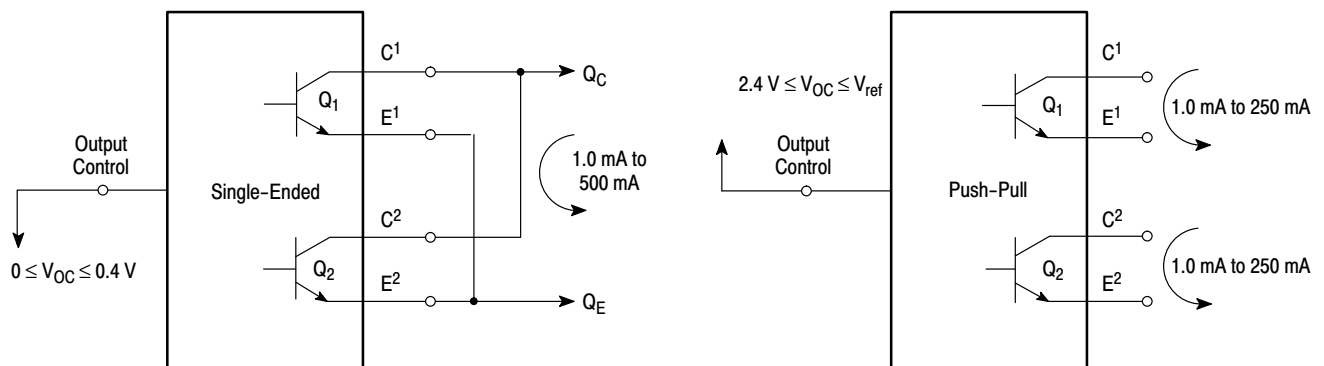 C1
Q1
E1
QC
Output
Control
Single-Ended
1.0 mA to
500 mA
C2
Q2
E2
QE
0 ≤ VOC ≤ 0.4 V
2.4 V ≤ VOC ≤ Vref
C1
Q1
E1
1.0 mA to 250 mA
Output
Control
Push-Pull
C2
Q2
E2
1.0 mA to 250 mA